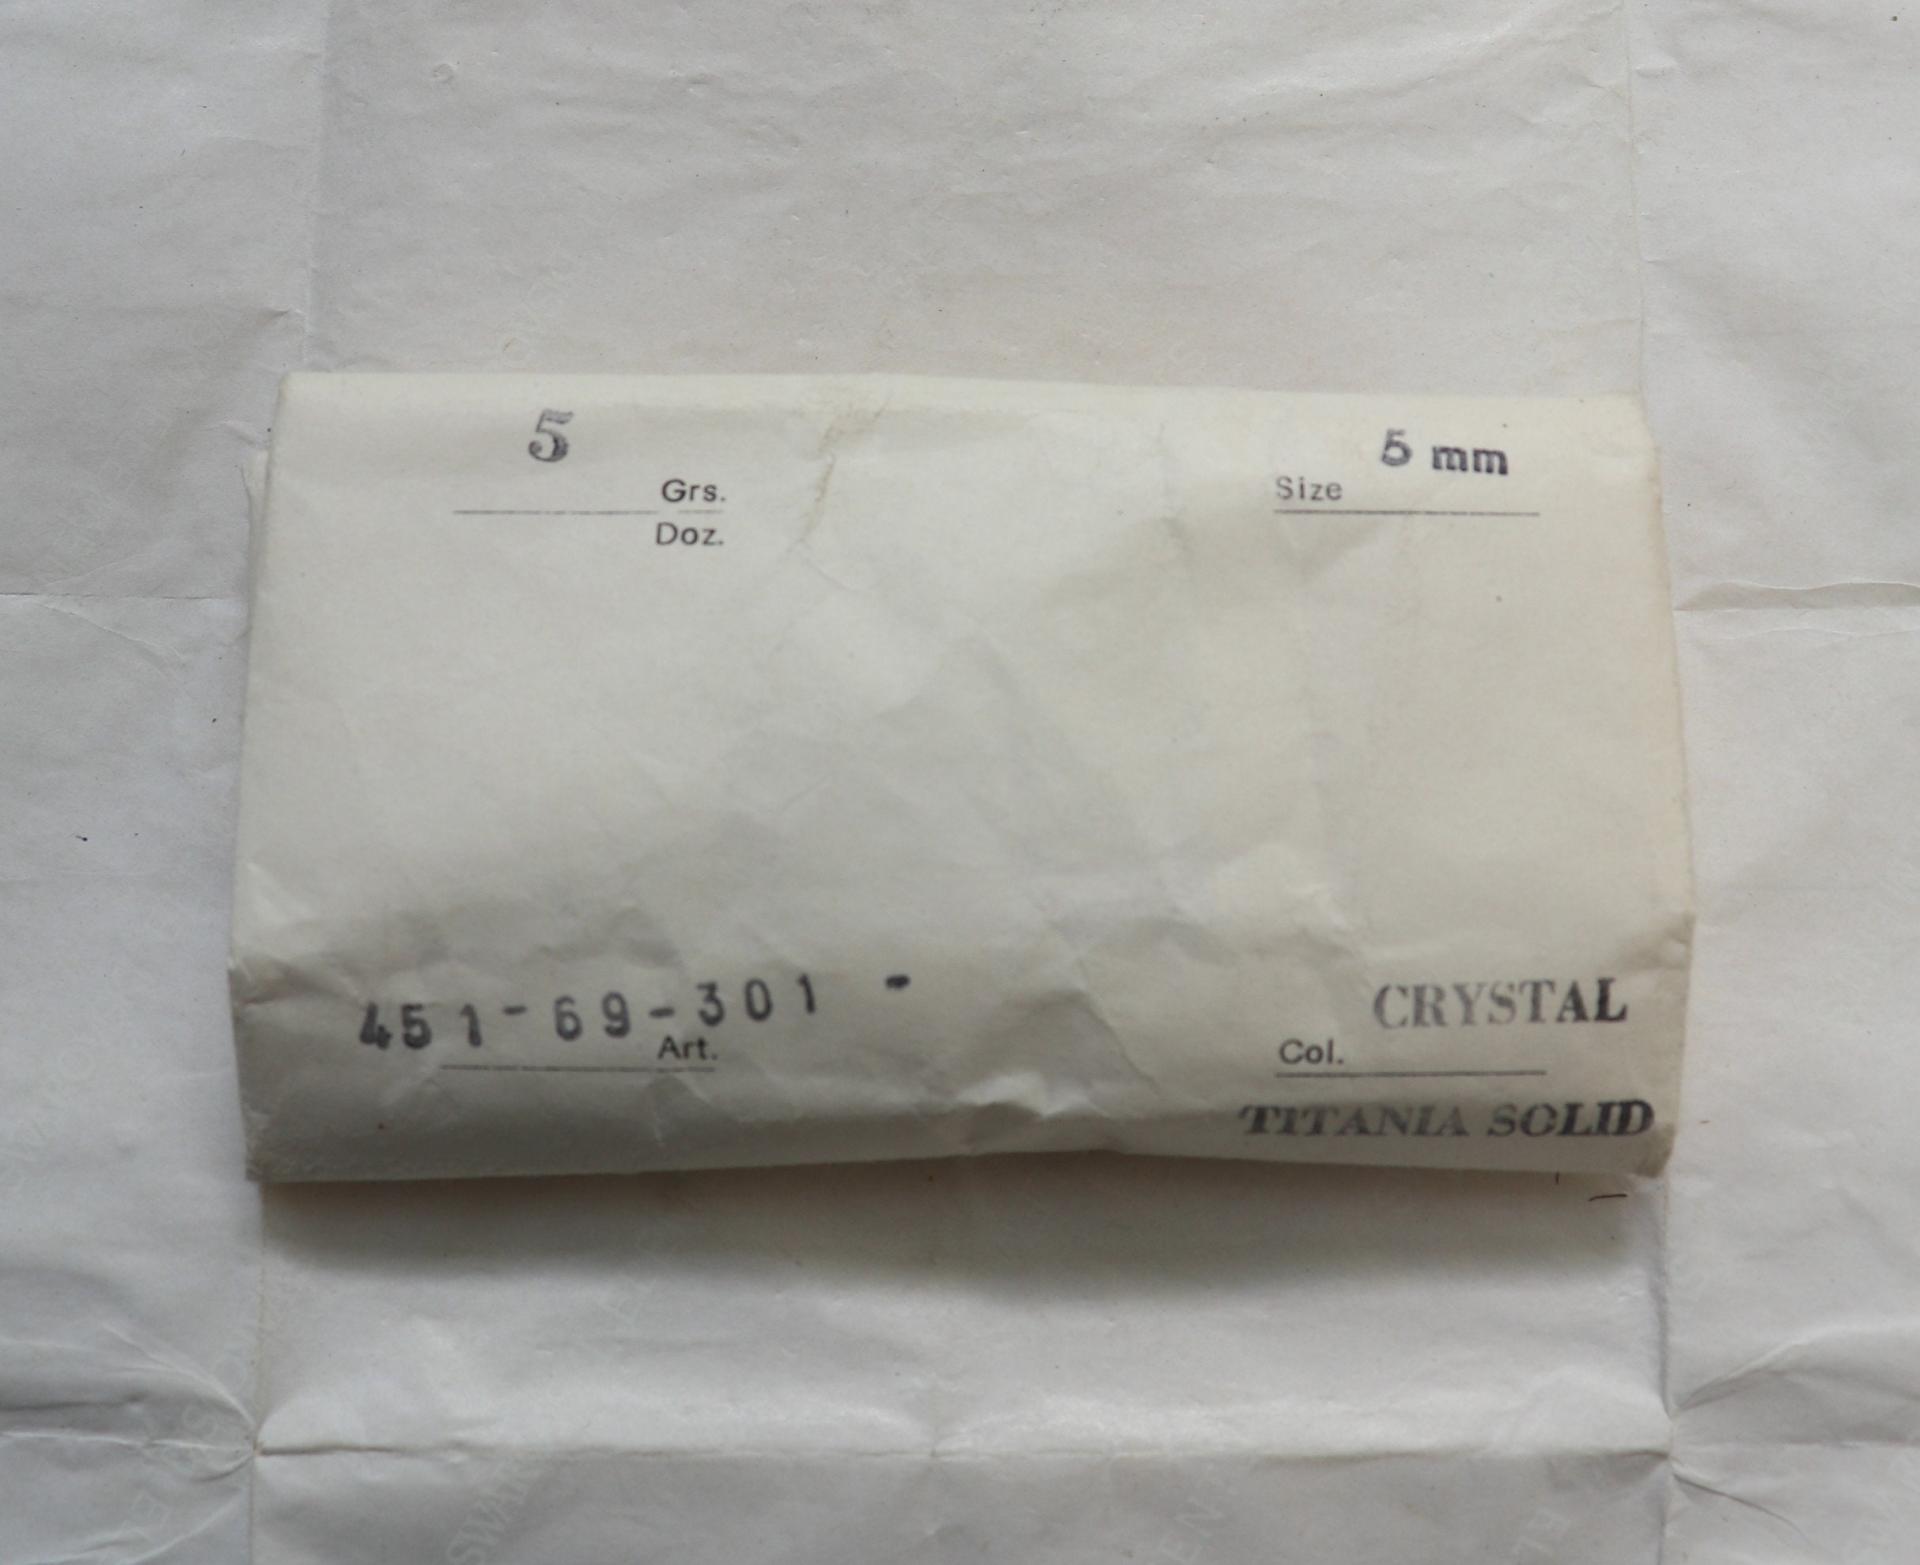 5 Grs.
Doz.
Size 5 mm
451-69-301 -
Art.
CRYSTAL
Col.
TITANIA SOLID